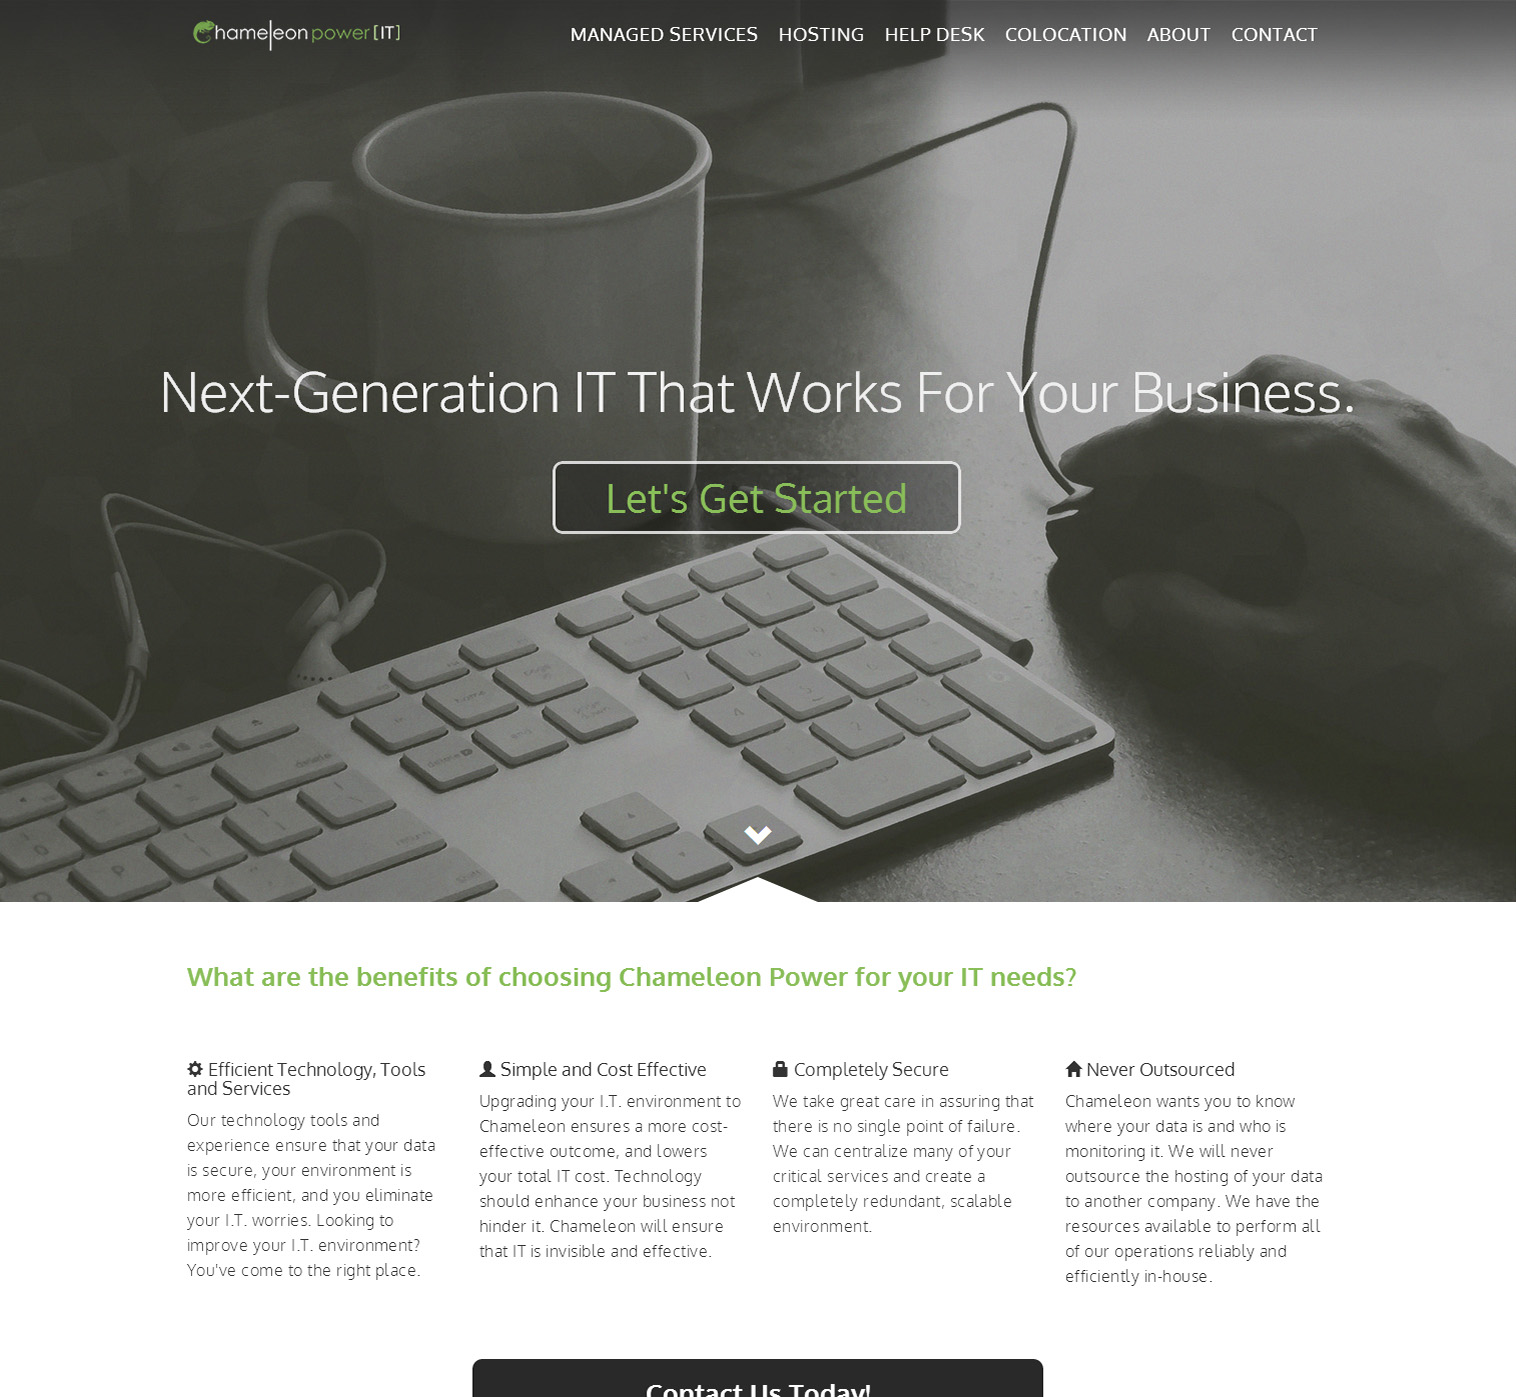 Chameleon power [IT]
MANAGED SERVICES HOSTING HELP DESK COLOCATION ABOUT CONTACT
Next-Generation IT That Works For Your Business.
Let's Get Started
What are the benefits of choosing Chameleon Power for your IT needs?
Efficient Technology, Tools
and Services
Our technology tools and
experience ensure that your data
is secure, your environment is
more efficient, and you eliminate
your I.T. worries. Looking to
improve your I.T. environment?
You've come to the right place.
Simple and Cost Effective
Upgrading your I.T. environment to
Chameleon ensures a more cost-
effective outcome, and lowers
your total IT cost. Technology
should enhance your business not
hinder it. Chameleon will ensure
that IT is invisible and effective.
Completely Secure
We take great care in assuring that
there is no single point of failure.
We can centralize many of your
critical services and create a
completely redundant, scalable
environment.
Never Outsourced
Chameleon wants you to know
where your data is and who is
monitoring it. We will never
outsource the hosting of your data
to another company. We have the
resources available to perform all
of our operations reliably and
efficiently in-house.
Contact Us Today!